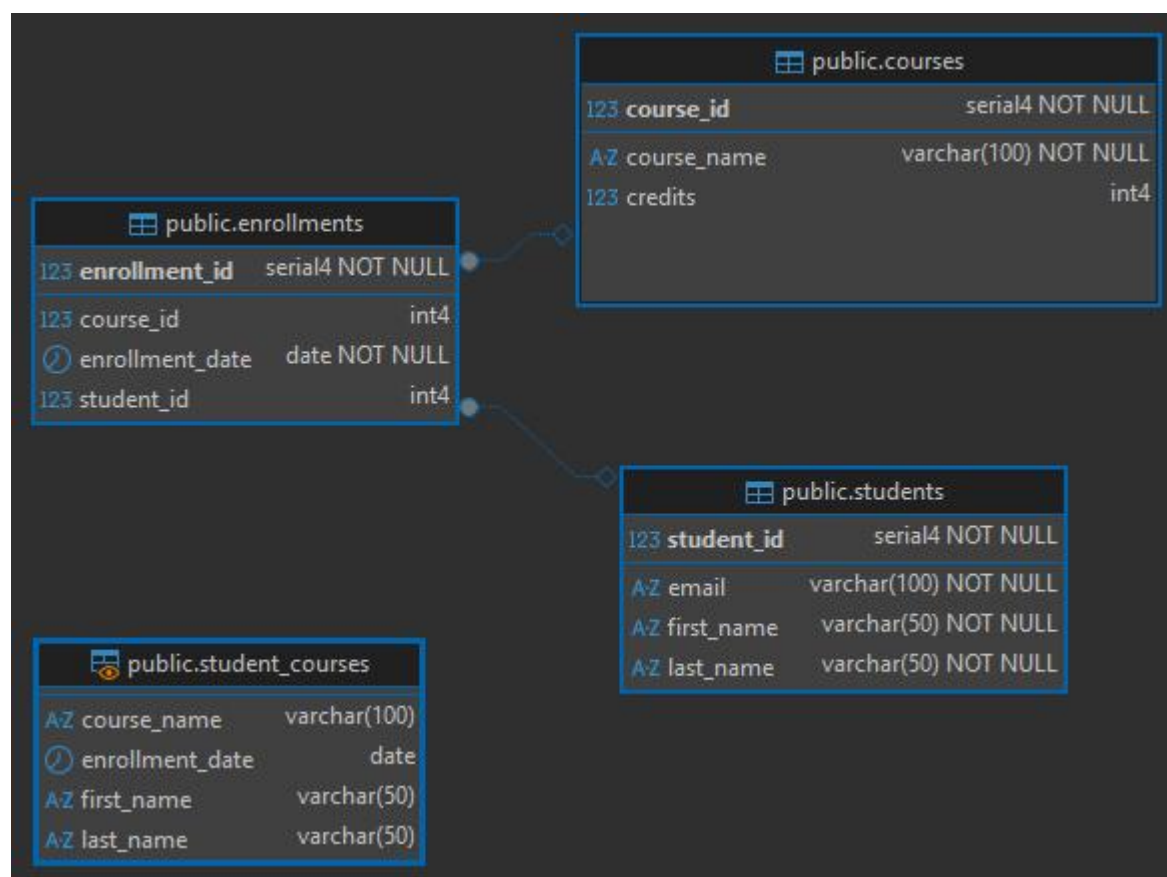 public.courses
123 course_id serial4 NOT NULL
A-Z course_name varchar(100) NOT NULL
123 credits int4
public.enrollments
123 enrollment_id serial4 NOT NULL
123 course_id int4
enrollment_date date NOT NULL
123 student_id int4
public.students
123 student_id serial4 NOT NULL
A-Z email varchar(100) NOT NULL
A-Z first_name varchar(50) NOT NULL
A-Z last_name varchar(50) NOT NULL
public.student_courses
A-Z course_name varchar(100)
enrollment_date date
A-Z first_name varchar(50)
A-Z last_name varchar(50)